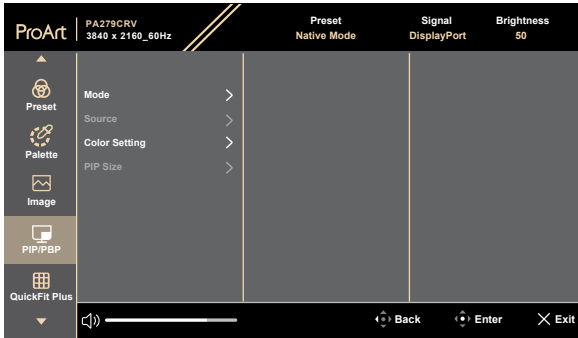 ProArt
PA279CRV
3840 x 2160_60Hz
Preset
Native Mode
Signal
DisplayPort
Brightness
50
Preset
Palette
Image
PIP/PBP
QuickFit Plus
Mode
Source
Color Setting
PIP Size
Back
Enter
Exit